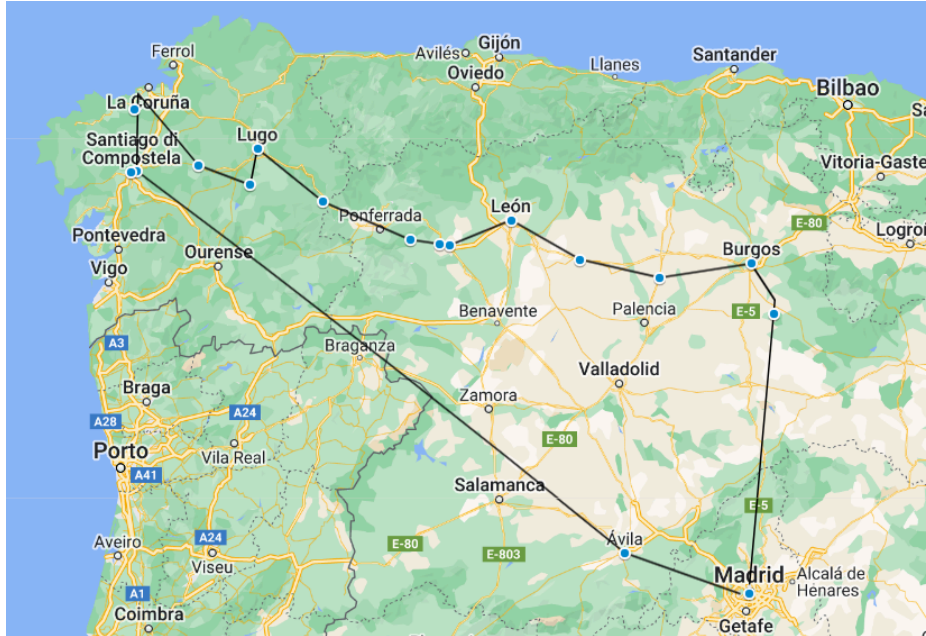 Ferrol
Avilés
Gijón
Oviedo
Llanes
Santander
Bilbao
La Coruña
Santiago di
Compostela
Lugo
Vitoria-Gaste
Ponferrada
León
E-80
Logroñ
Burgos
Pontevedra
Ourense
Vigo
Benavente
Palencia
E-5
A3
Braganza
Valladolid
Braga
A24
Zamora
A28
E-80
Porto
Vila Real
A41
Salamanca
E-5
Aveiro
A24
Viseu
E-80
E-803
Ávila
Madrid
Alcalá de
Henares
A1
Coimbra
Getafe